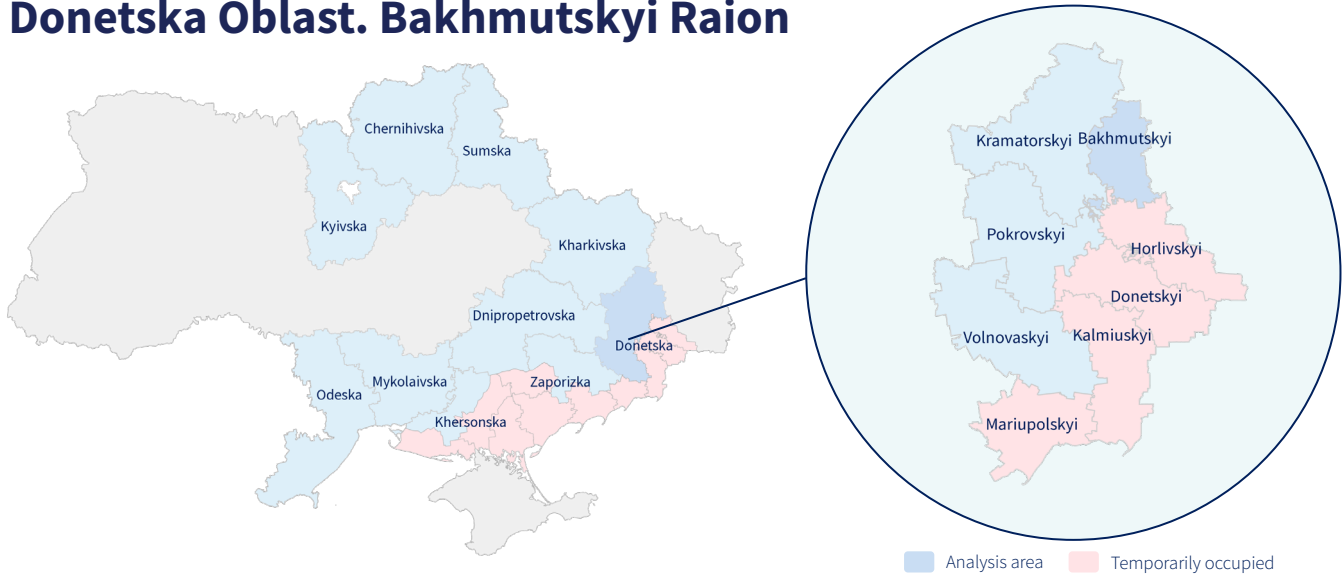 Donetska Oblast. Bakhmutskyi Raion
Chernihivska
Sumska
Kyivska
Kharkivska
Dnipropetrovska
Donetska
Zaporizka
Mykolaivska
Odeska
Khersonska
Kramatorskyi
Bakhmutskyi
Pokrovskyi
Horlivskyi
Donetskyi
Volnovaskyi
Kalmiuskyi
Mariupolskyi
Analysis area
Temporarily occupied